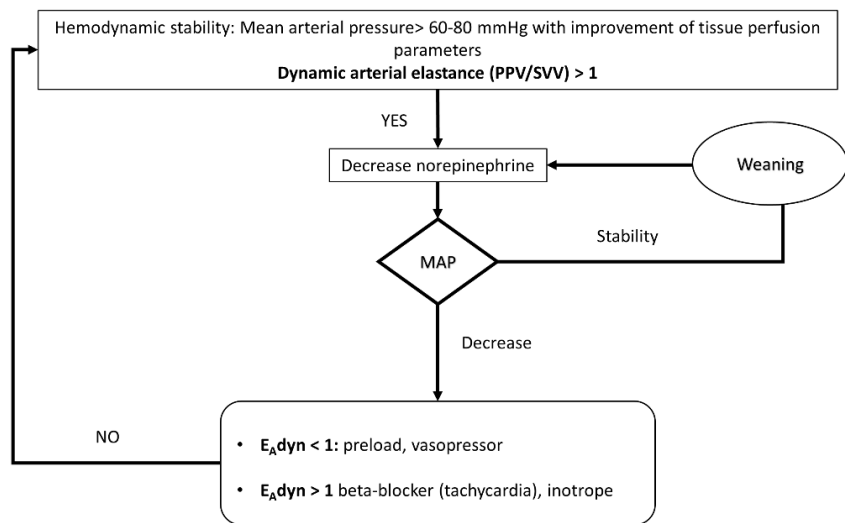 Hemodynamic stability: Mean arterial pressure> 60-80 mmHg with improvement of tissue perfusion
parameters
Dynamic arterial elastance (PPV/SVV) > 1
YES
Decrease norepinephrine
Weaning
Stability
MAP
Decrease
NO
• EAdyn < 1: preload, vasopressor
• EAdyn > 1 beta-blocker (tachycardia), inotrope